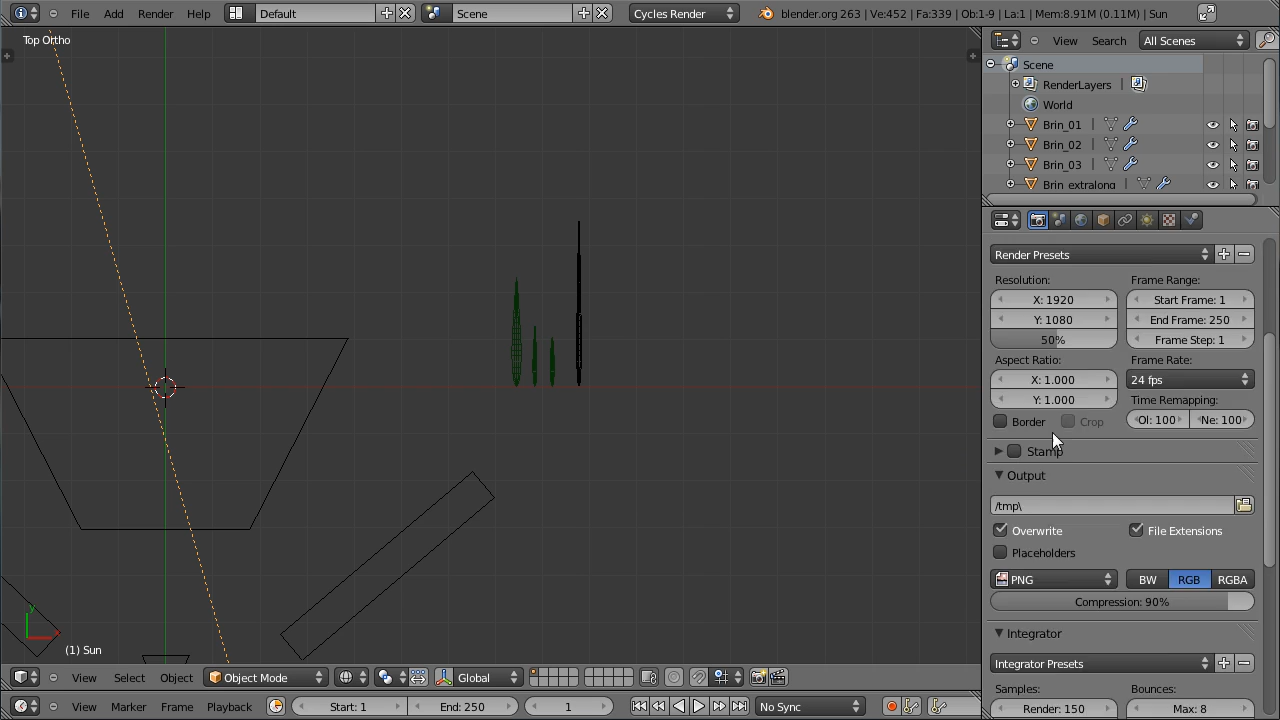 File Add Render Help Default Scene Cycles Render blender.org 263 | Ve:452 | Fa:339 | Ob:1-9 | La:1 | Mem:8.91M (0.11M) | Sun
Top Ortho
View Search All Scenes
Scene
RenderLayers |
World
Brin_01 |
Brin_02 |
Brin_03 |
Brin_extralong |
Render Presets
Resolution: Frame Range:
X: 1920 Start Frame: 1
Y: 1080 End Frame: 250
50% Frame Step: 1
Aspect Ratio: Frame Rate:
X: 1.000 24 fps
Y: 1.000 Time Remapping:
Border Crop Ol: 100 Ne: 100
Stamp
Output
/tmp\
Overwrite File Extensions
Placeholders
PNG BW RGB RGBA
Compression: 90%
Integrator
Integrator Presets
Samples: Bounces:
Render: 150 Max: 8
y
(1) Sun
View Select Object Object Mode Global
View Marker Frame Playback Start: 1 End: 250 1 No Sync